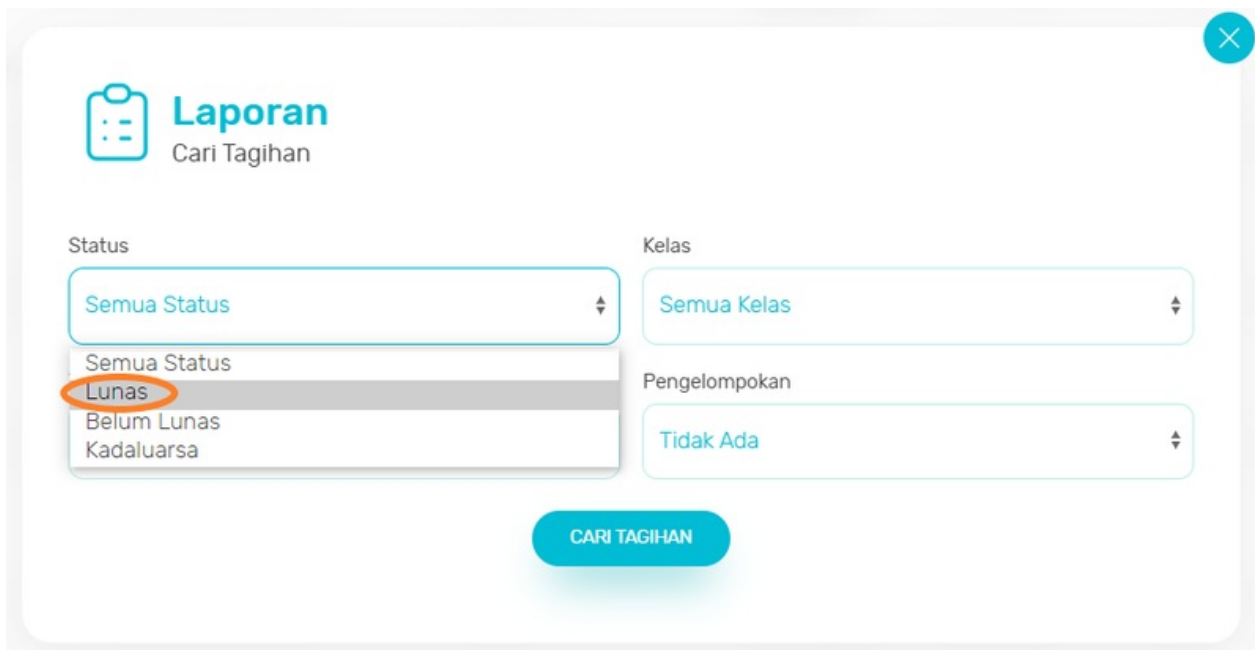 Laporan
Cari Tagihan
Status
Semua Status
Semua Status
Lunas
Belum Lunas
Kadaluarsa
Kelas
Semua Kelas
Pengelompokan
Tidak Ada
CARI TAGIHAN